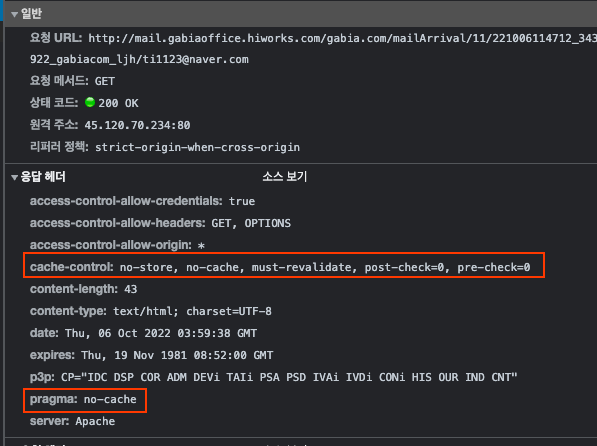 일반
요청 URL: http://mail.gabiaoffice.hiworks.com/gabia.com/mailArrival/11/221006114712_343
922_gabiacom_ljh/ti1123@naver.com
요청 메서드: GET
상태 코드: 200 OK
원격 주소: 45.120.70.234:80
리퍼러 정책: strict-origin-when-cross-origin
응답 헤더 소스 보기
access-control-allow-credentials: true
access-control-allow-headers: GET, OPTIONS
access-control-allow-origin: *
cache-control: no-store, no-cache, must-revalidate, post-check=0, pre-check=0
content-length: 43
content-type: text/html; charset=UTF-8
date: Thu, 06 Oct 2022 03:59:38 GMT
expires: Thu, 19 Nov 1981 08:52:00 GMT
p3p: CP="IDC DSP COR ADM DEVi TAIi PSA PSD IVAi IVDi CONi HIS OUR IND CNT"
pragma: no-cache
server: Apache